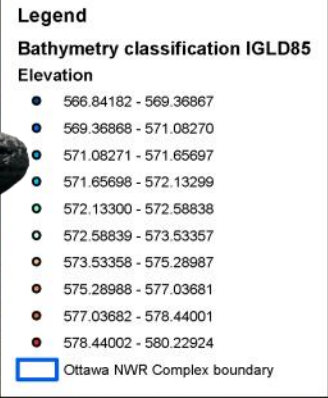 Legend
Bathymetry classification IGLD85
Elevation
566.84182 - 569.36867
569.36868 - 571.08270
571.08271 - 571.65697
571.65698 - 572.13299
572.13300 - 572.58838
572.58839 - 573.53357
573.53358 - 575.28987
575.28988 - 577.03681
577.03682 - 578.44001
578.44002 - 580.22924
Ottawa NWR Complex boundary